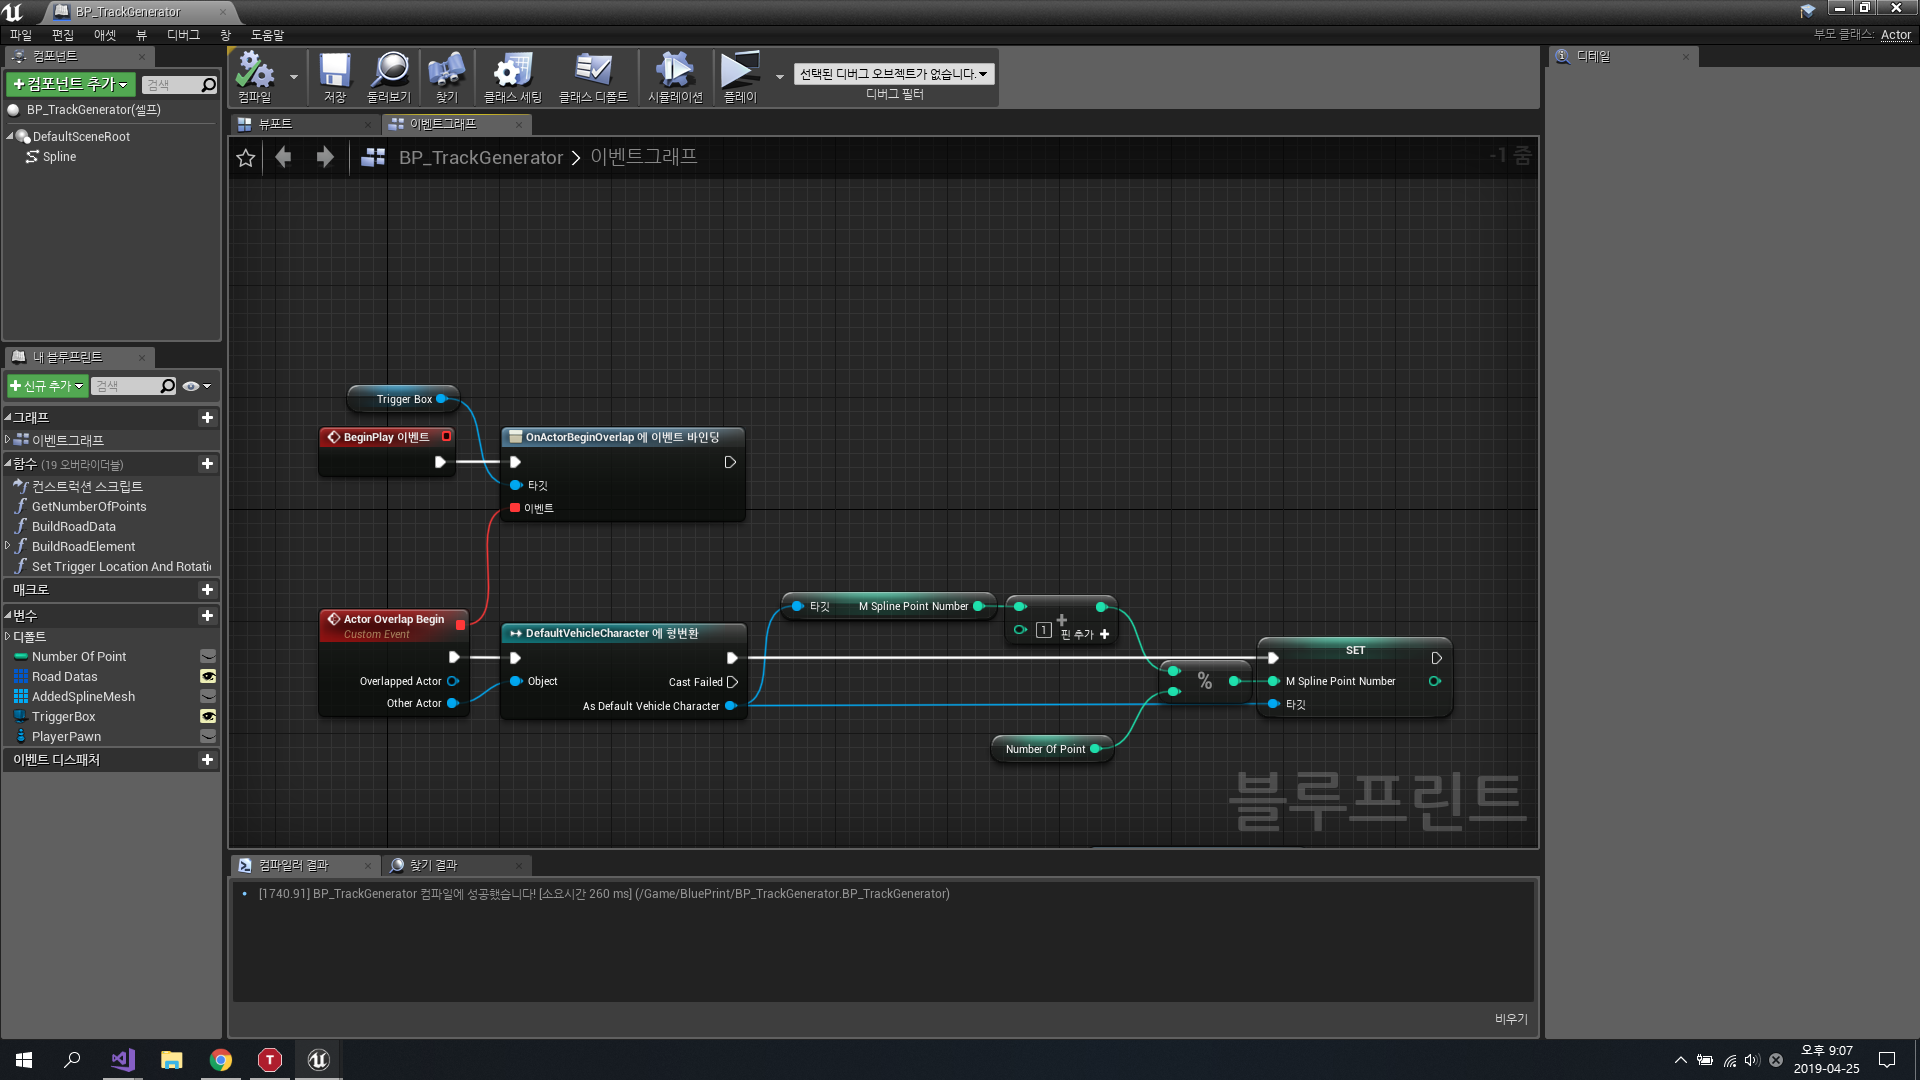 BP_TrackGenerator
파일 편집 애셋 뷰 디버그 창 도움말
부모 클래스: Actor
컴포넌트
컴포넌트 추가
검색
BP_TrackGenerator(셀프)
DefaultSceneRoot
Spline
컴파일
저장
둘러보기
찾기
클래스 세팅
클래스 디폴트
시뮬레이션
플레이
선택된 디버그 오브젝트가 없습니다.
디버그 필터
디테일
뷰포트
이벤트그래프
BP_TrackGenerator > 이벤트그래프
-1 줌
내 블루프린트
신규 추가
검색
그래프
이벤트그래프
함수 (19 오버라이더블)
컨스트럭션 스크립트
GetNumberOfPoints
BuildRoadData
BuildRoadElement
Set Trigger Location And Rotati
매크로
변수
디폴트
Number Of Point
Road Datas
AddedSplineMesh
TriggerBox
PlayerPawn
이벤트 디스패처
Trigger Box
BeginPlay 이벤트
OnActorBeginOverlap 에 이벤트 바인딩
타깃
이벤트
Actor Overlap Begin
Custom Event
Overlapped Actor
Other Actor
DefaultVehicleCharacter 에 형변환
Object
Cast Failed
As Default Vehicle Character
타깃 M Spline Point Number
+
1
핀 추가 +
%
Number Of Point
SET
M Spline Point Number
타깃
블루프린트
컴파일러 결과
찾기 결과
[1740.91] BP_TrackGenerator 컴파일에 성공했습니다! [소요시간 260 ms] (/Game/BluePrint/BP_TrackGenerator.BP_TrackGenerator)
비우기
T
오후 9:07
2019-04-25